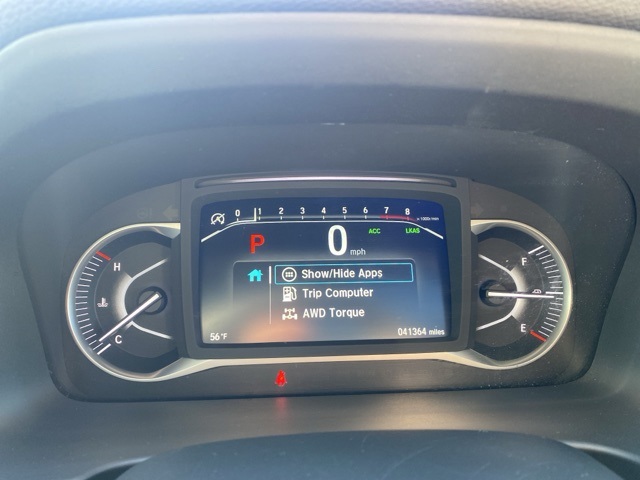 0 1 2 3 4 5 6 7 8 x 1000r/min
P 0 mph
ACC LKAS
H
F
Show/Hide Apps
Trip Computer
AWD Torque
C
E
56°F 041364 miles